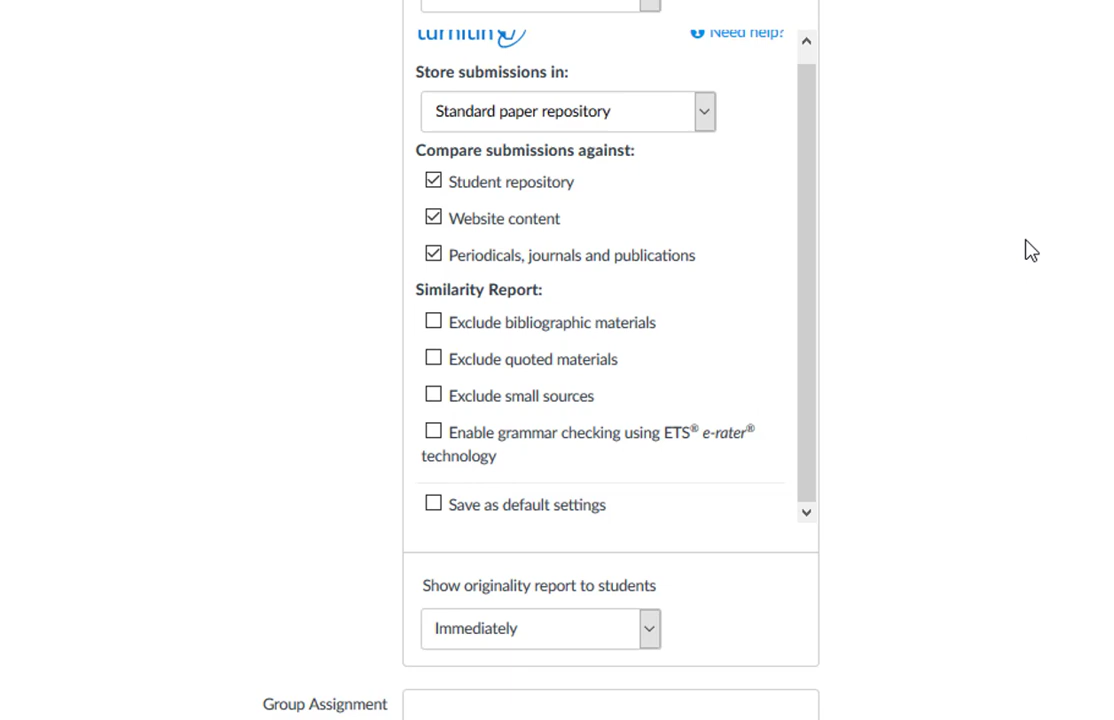 turnitin
Need help?
Store submissions in:
Standard paper repository
Compare submissions against:
Student repository
Website content
Periodicals, journals and publications
Similarity Report:
Exclude bibliographic materials
Exclude quoted materials
Exclude small sources
Enable grammar checking using ETS® e-rater®
technology
Save as default settings
Show originality report to students
Immediately
Group Assignment